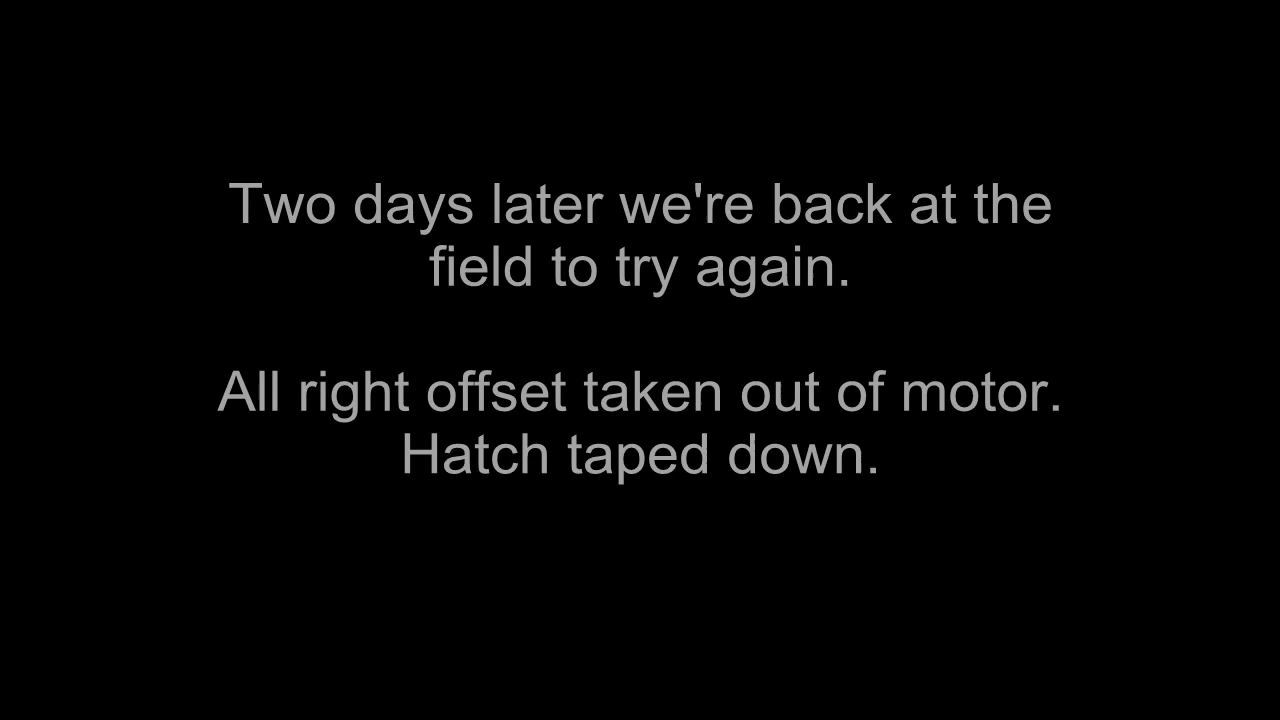 Two days later we're back at the
field to try again.
All right offset taken out of motor.
Hatch taped down.